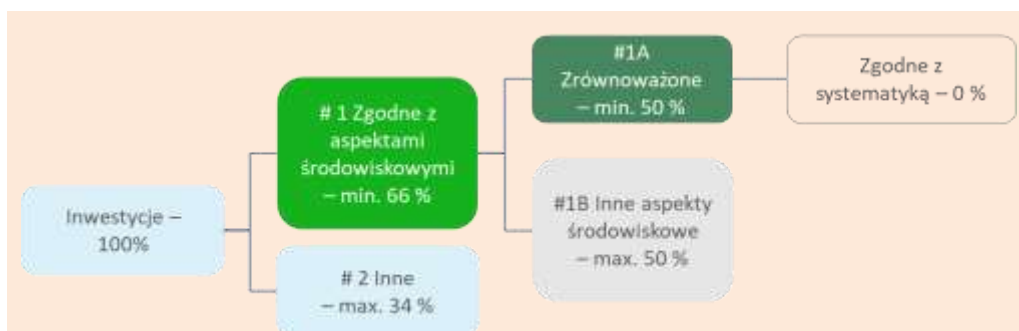 Inwestycje –
100%
# 1 Zgodne z
aspektami
środowiskowymi
– min. 66 %
# 2 Inne
– max. 34 %
#1A
Zrównoważone
– min. 50 %
#1B Inne aspekty
środowiskowe
– max. 50 %
Zgodne z
systematyką – 0 %